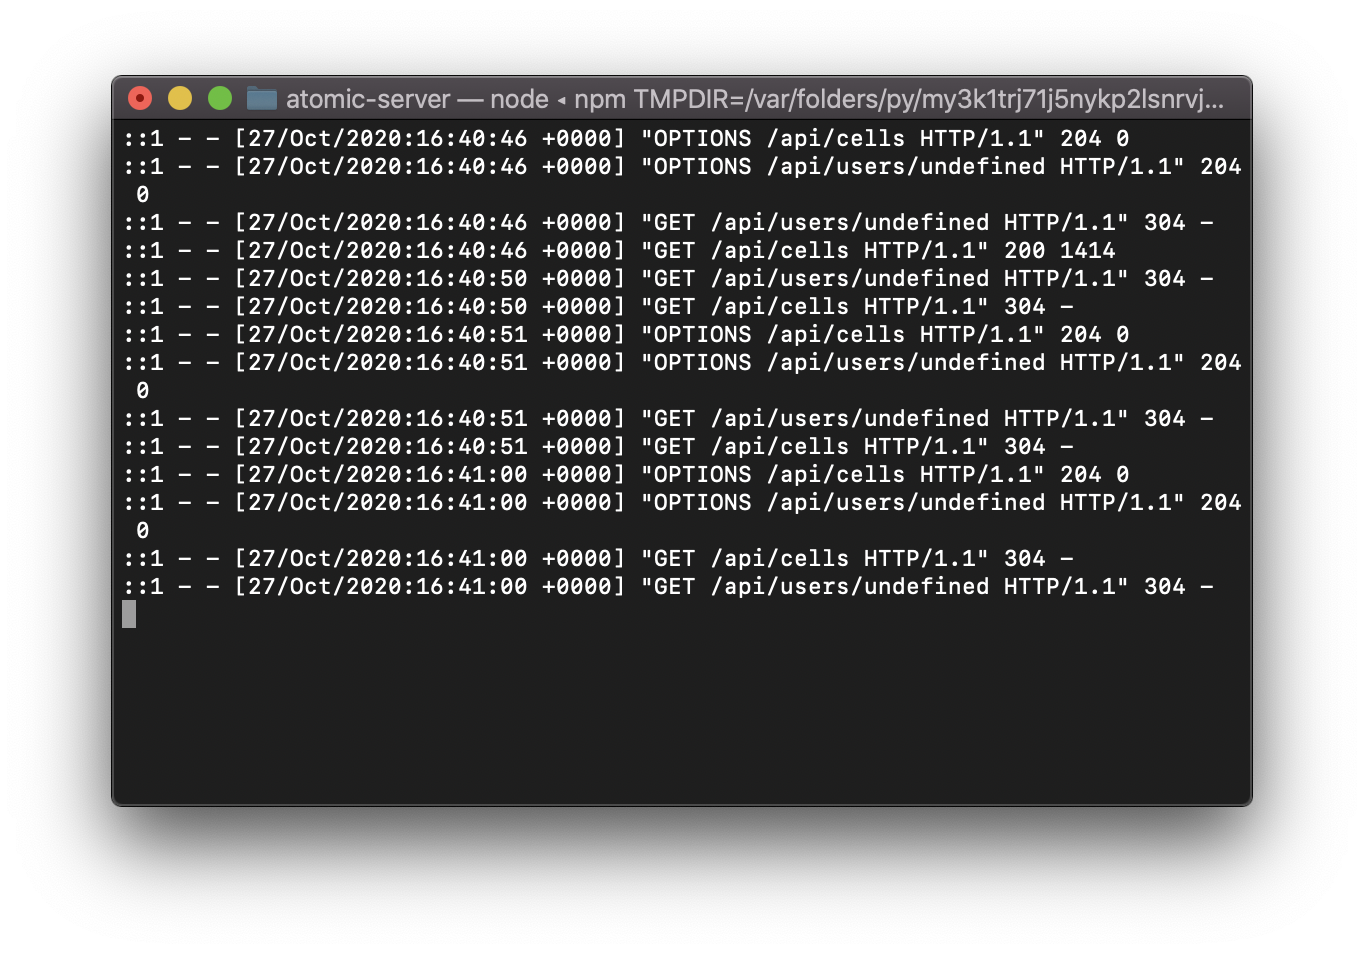 atomic-server — node ◂ npm TMPDIR=/var/folders/py/my3k1trj71j5nykp2lsnrvj...
::1 - - [27/Oct/2020:16:40:46 +0000] "OPTIONS /api/cells HTTP/1.1" 204 0
::1 - - [27/Oct/2020:16:40:46 +0000] "OPTIONS /api/users/undefined HTTP/1.1" 204
0
::1 - - [27/Oct/2020:16:40:46 +0000] "GET /api/users/undefined HTTP/1.1" 304 -
::1 - - [27/Oct/2020:16:40:46 +0000] "GET /api/cells HTTP/1.1" 200 1414
::1 - - [27/Oct/2020:16:40:50 +0000] "GET /api/users/undefined HTTP/1.1" 304 -
::1 - - [27/Oct/2020:16:40:50 +0000] "GET /api/cells HTTP/1.1" 304 -
::1 - - [27/Oct/2020:16:40:51 +0000] "OPTIONS /api/cells HTTP/1.1" 204 0
::1 - - [27/Oct/2020:16:40:51 +0000] "OPTIONS /api/users/undefined HTTP/1.1" 204
0
::1 - - [27/Oct/2020:16:40:51 +0000] "GET /api/users/undefined HTTP/1.1" 304 -
::1 - - [27/Oct/2020:16:40:51 +0000] "GET /api/cells HTTP/1.1" 304 -
::1 - - [27/Oct/2020:16:41:00 +0000] "OPTIONS /api/cells HTTP/1.1" 204 0
::1 - - [27/Oct/2020:16:41:00 +0000] "OPTIONS /api/users/undefined HTTP/1.1" 204
0
::1 - - [27/Oct/2020:16:41:00 +0000] "GET /api/cells HTTP/1.1" 304 -
::1 - - [27/Oct/2020:16:41:00 +0000] "GET /api/users/undefined HTTP/1.1" 304 -